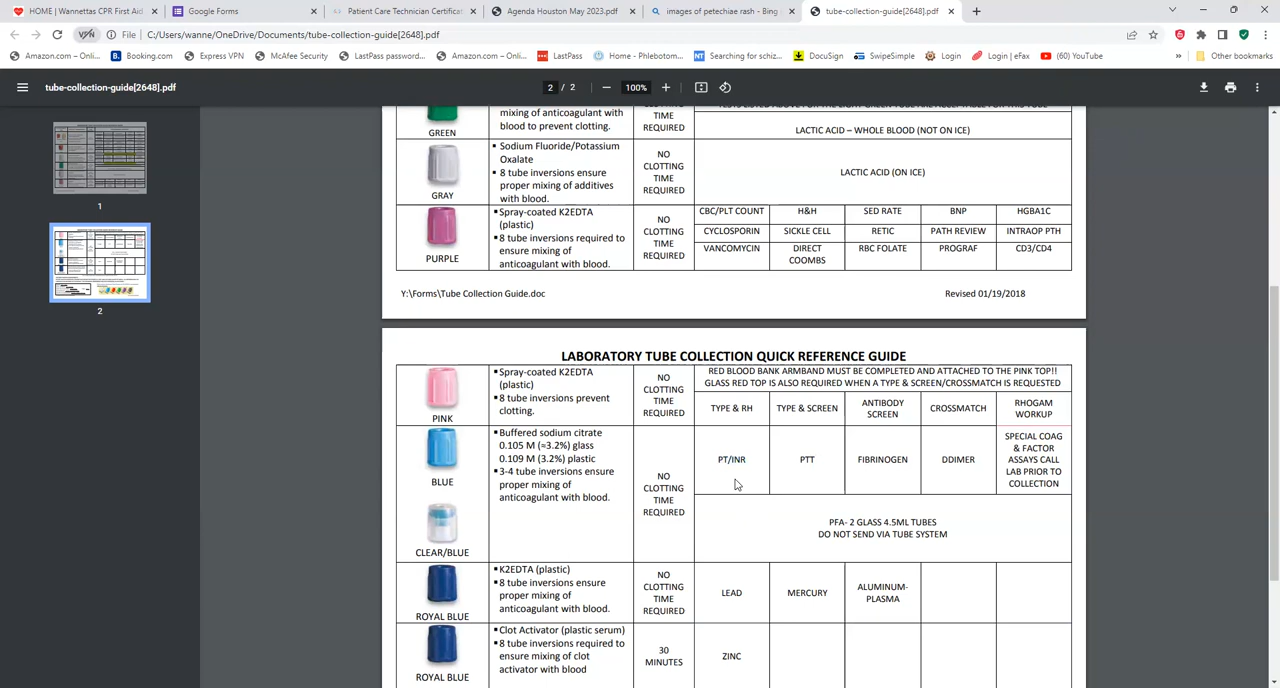 HOME | Wannettas CPR First Aid
Google Forms
Patient Care Technician Certificat
Agenda Houston May 2023.pdf
images of petechiae rash - Bing
tube-collection-guide[2648].pdf
VPN
File
C:/Users/wanne/OneDrive/Documents/tube-collection-guide[2648].pdf
Amazon.com – Onli...
Booking.com
Express VPN
McAfee Security
LastPass password...
Amazon.com – Onli...
LastPass
Home - Phlebotom...
Searching for schiz...
DocuSign
SwipeSimple
Login
Login | eFax
(60) YouTube
Other bookmarks
tube-collection-guide[2648].pdf
2 / 2
100%
1
2
GREEN
mixing of anticoagulant with
blood to prevent clotting.
CLOTTING
TIME
REQUIRED
LACTIC ACID – WHOLE BLOOD (NOT ON ICE)
GRAY
Sodium Fluoride/Potassium
Oxalate
8 tube inversions ensure
proper mixing of additives
with blood.
NO
CLOTTING
TIME
REQUIRED
LACTIC ACID (ON ICE)
PURPLE
Spray-coated K2EDTA
(plastic)
8 tube inversions required to
ensure mixing of
anticoagulant with blood.
NO
CLOTTING
TIME
REQUIRED
CBC/PLT COUNT
H&H
SED RATE
BNP
HGBA1C
CYCLOSPORIN
SICKLE CELL
RETIC
PATH REVIEW
INTRAOP PTH
VANCOMYCIN
DIRECT
COOMBS
RBC FOLATE
PROGRAF
CD3/CD4
Y:\Forms\Tube Collection Guide.doc
Revised 01/19/2018
LABORATORY TUBE COLLECTION QUICK REFERENCE GUIDE
PINK
Spray-coated K2EDTA
(plastic)
8 tube inversions prevent
clotting.
NO
CLOTTING
TIME
REQUIRED
RED BLOOD BANK ARMBAND MUST BE COMPLETED AND ATTACHED TO THE PINK TOP!!
GLASS RED TOP IS ALSO REQUIRED WHEN A TYPE & SCREEN/CROSSMATCH IS REQUESTED
TYPE & RH
TYPE & SCREEN
ANTIBODY
SCREEN
CROSSMATCH
RHOGAM
WORKUP
BLUE
CLEAR/BLUE
Buffered sodium citrate
0.105 M (≈3.2%) glass
0.109 M (3.2%) plastic
3-4 tube inversions ensure
proper mixing of
anticoagulant with blood.
NO
CLOTTING
TIME
REQUIRED
PT/INR
PTT
FIBRINOGEN
DDIMER
SPECIAL COAG
& FACTOR
ASSAYS CALL
LAB PRIOR TO
COLLECTION
PFA- 2 GLASS 4.5ML TUBES
DO NOT SEND VIA TUBE SYSTEM
ROYAL BLUE
K2EDTA (plastic)
8 tube inversions ensure
proper mixing of
anticoagulant with blood.
NO
CLOTTING
TIME
REQUIRED
LEAD
MERCURY
ALUMINUM-
PLASMA
ROYAL BLUE
Clot Activator (plastic serum)
8 tube inversions required to
ensure mixing of clot
activator with blood
30
MINUTES
ZINC